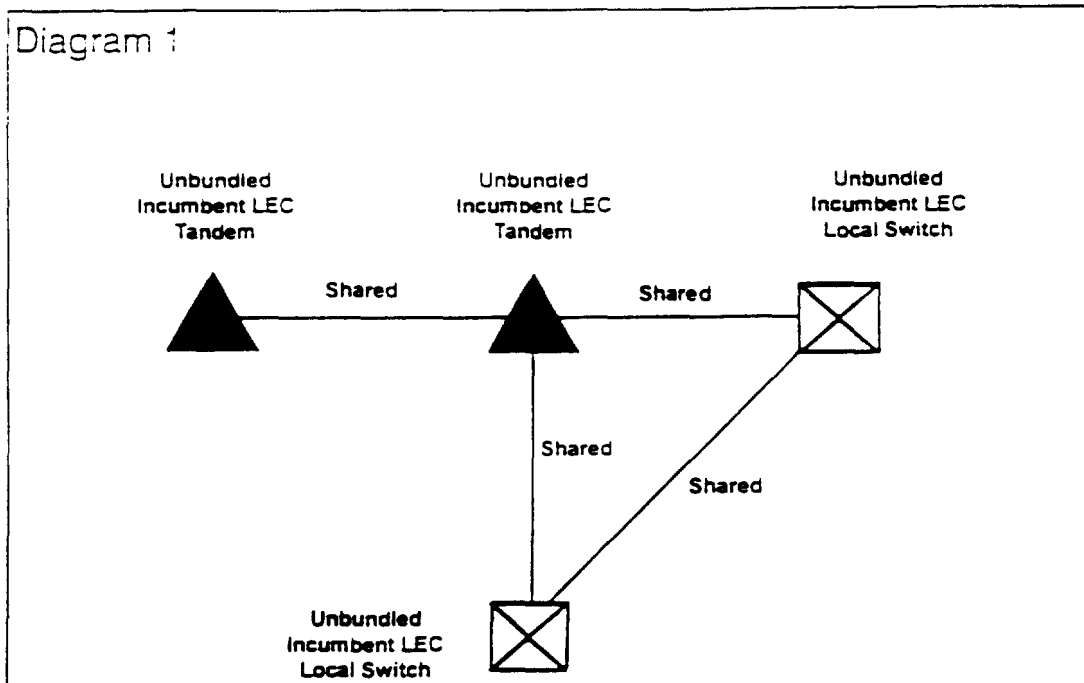 Diagram 1
Unbundled
Incumbent LEC
Tandem
Unbundled
Incumbent LEC
Tandem
Unbundled
Incumbent LEC
Local Switch
Shared
Shared
Shared
Shared
Unbundled
Incumbent LEC
Local Switch